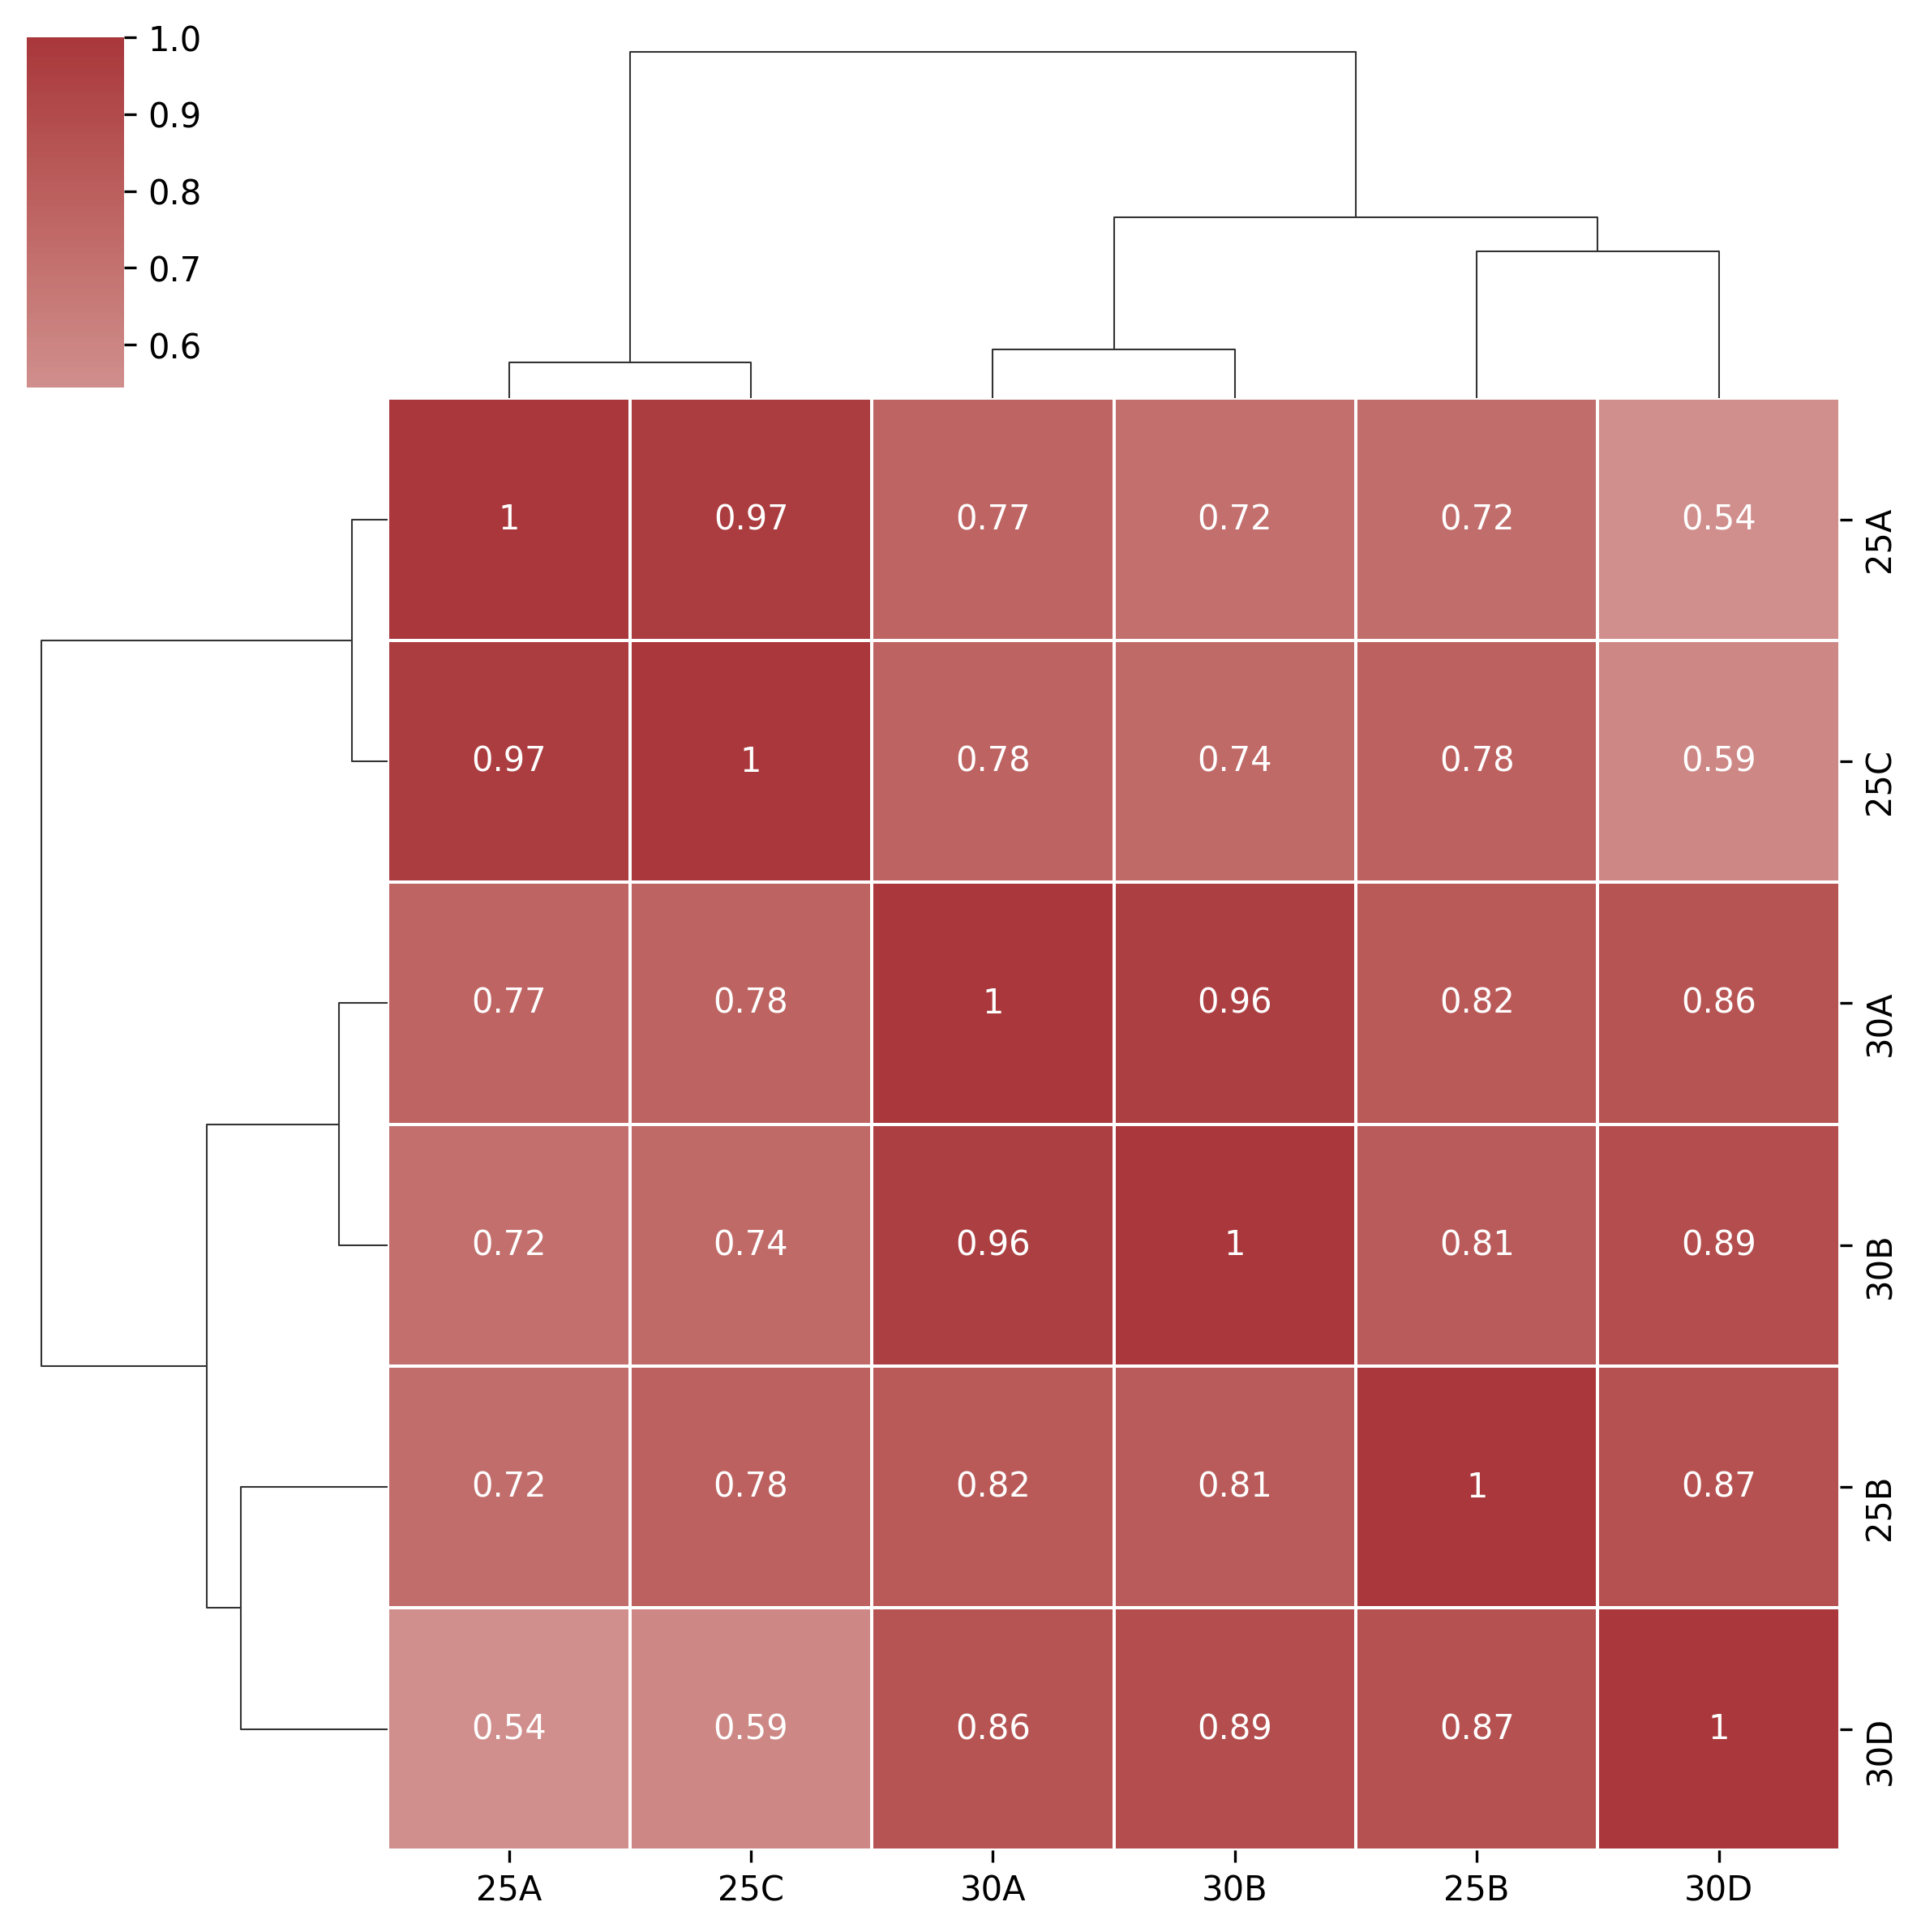 1.0
0.9
0.8
0.7
0.6
1 0.97 0.77 0.72 0.72 0.54 25A
0.97 1 0.78 0.74 0.78 0.59 25C
0.77 0.78 1 0.96 0.82 0.86 30A
0.72 0.74 0.96 1 0.81 0.89 30B
0.72 0.78 0.82 0.81 1 0.87 25B
0.54 0.59 0.86 0.89 0.87 1 30D
25A 25C 30A 30B 25B 30D